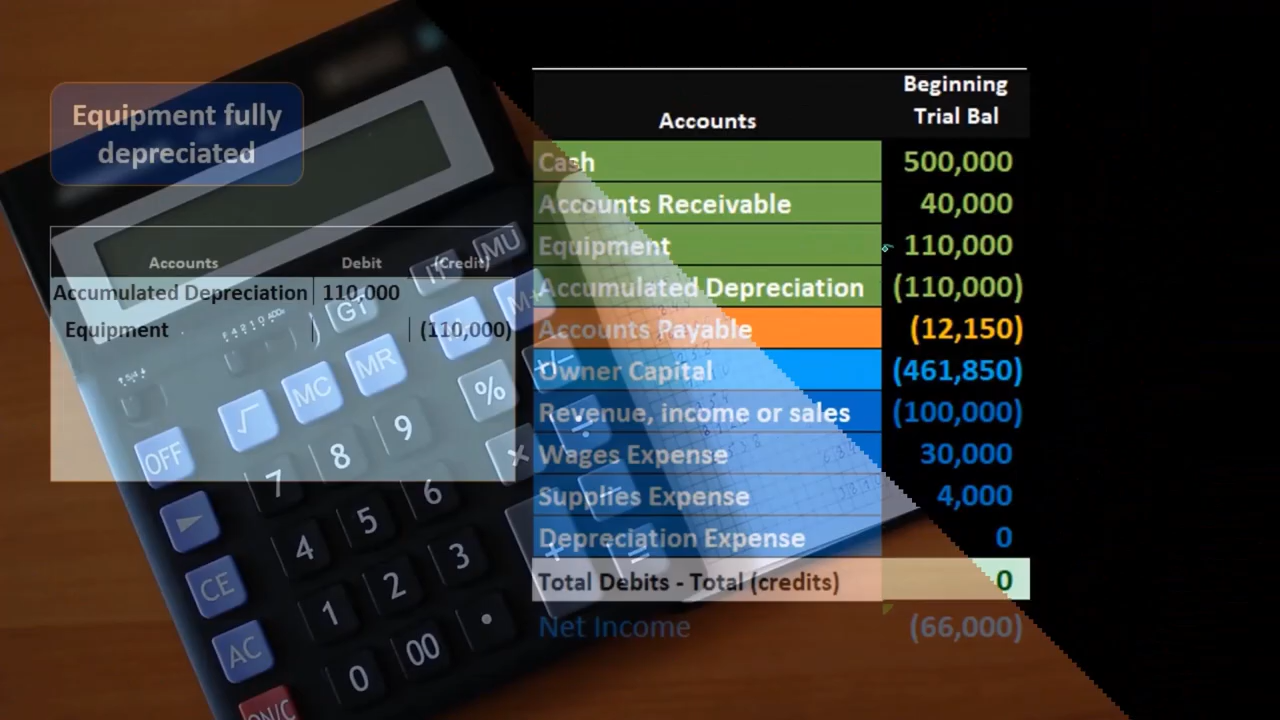 Equipment fully
depreciated
Accounts Debit (Credit)
Accumulated Depreciation 110,000
Equipment (110,000)
Accounts Beginning
Trial Bal
Cash 500,000
Accounts Receivable 40,000
Equipment 110,000
Accumulated Depreciation (110,000)
Accounts Payable (12,150)
Owner Capital (461,850)
Revenue, income or sales (100,000)
Wages Expense 30,000
Supplies Expense 4,000
Depreciation Expense 0
Total Debits - Total (credits) 0
Net Income (66,000)
MU
GT
MR
MC
√
%
+/-
OFF
7 8 9
× ÷
▶
4 5 6
CE
1 2 3
+ − =
AC
0 00 •
ON/C